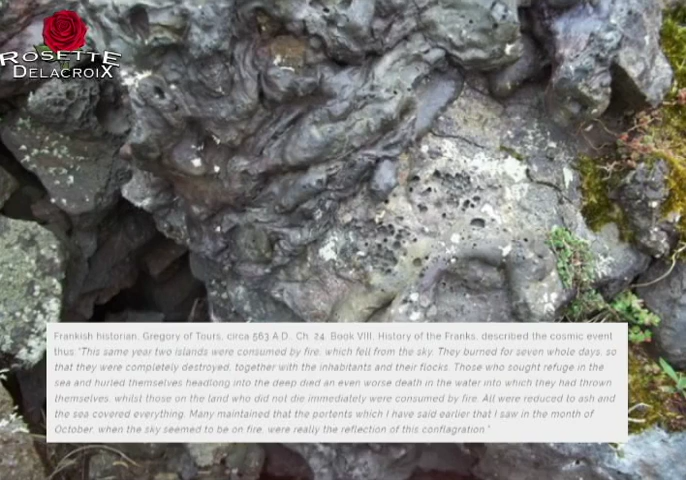 ROSETTE
DELACROIX
Frankish historian, Gregory of Tours, circa 563 A.D., Ch. 24, Book VIII, History of the Franks, described the cosmic event
thus "This same year two islands were consumed by fire, which fell from the sky. They burned for seven whole days, so
that they were completely destroyed, together with the inhabitants and their flocks. Those who sought refuge in the
sea and hurled themselves headlong into the deep died an even worse death in the water into which they had thrown
themselves, whilst those on the land who did not die immediately were consumed by fire. All were reduced to ash and
the sea covered everything. Many maintained that the portents which I have said earlier that I saw in the month of
October, when the sky seemed to be on fire, were really the reflection of this conflagration."